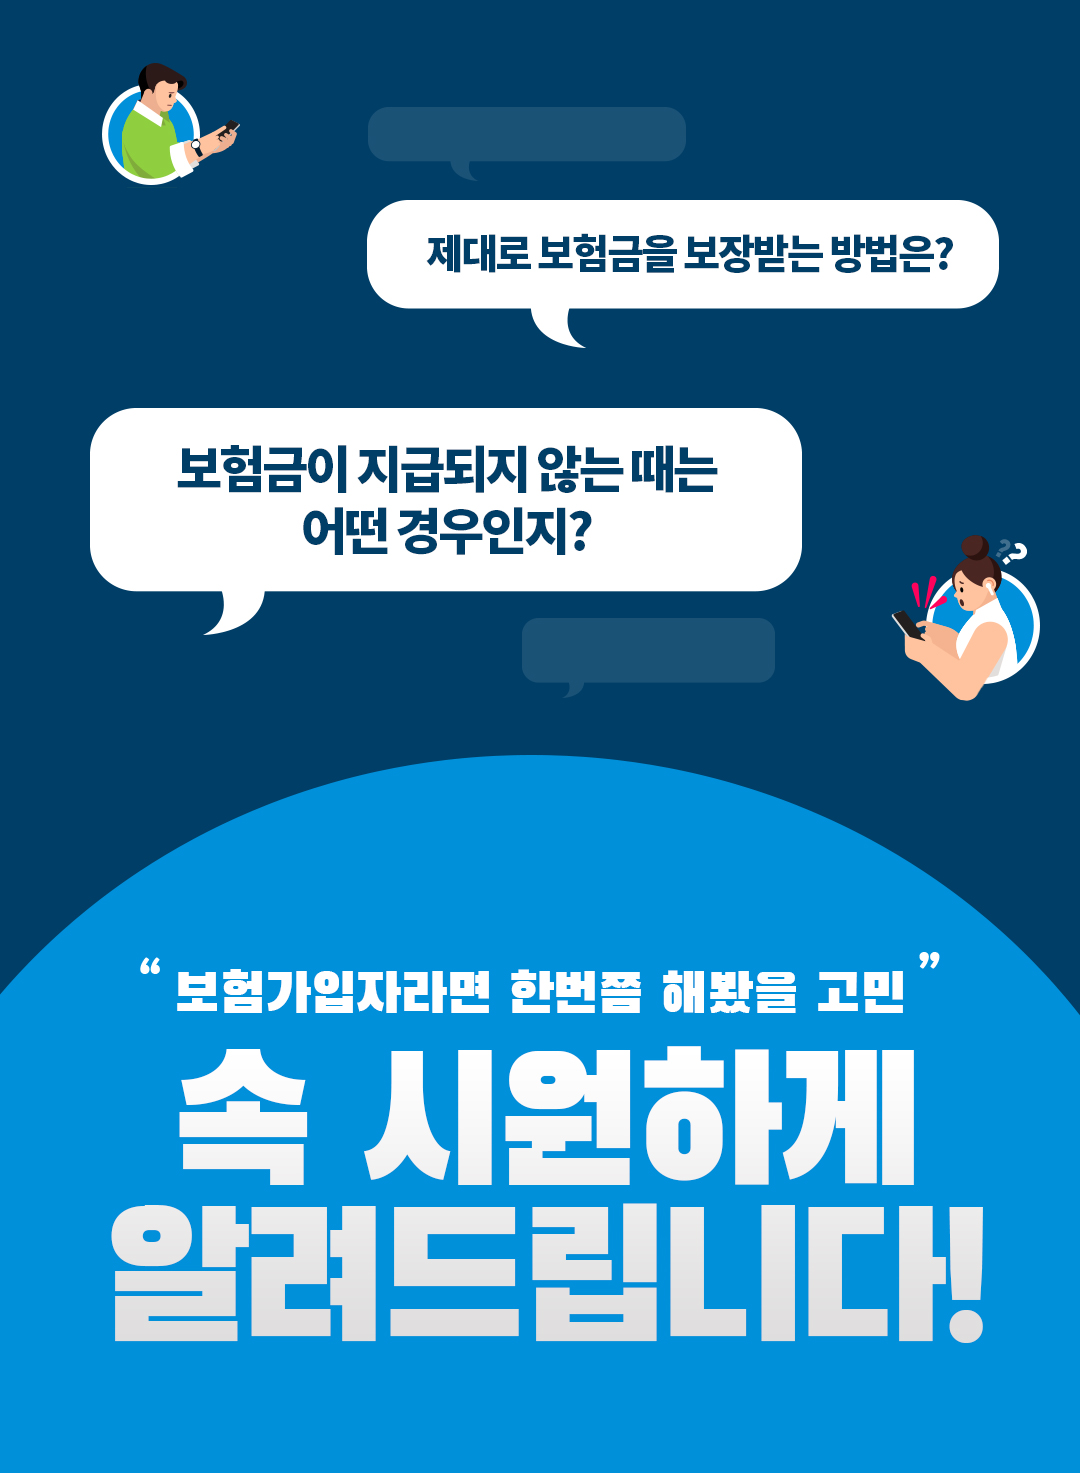 제대로 보험금을 보장받는 방법은?
보험금이 지급되지 않는 때는
어떤 경우인지?
??
“ 보험가입자라면 한번쯤 해봤을 고민 ”
속 시원하게
알려드립니다!